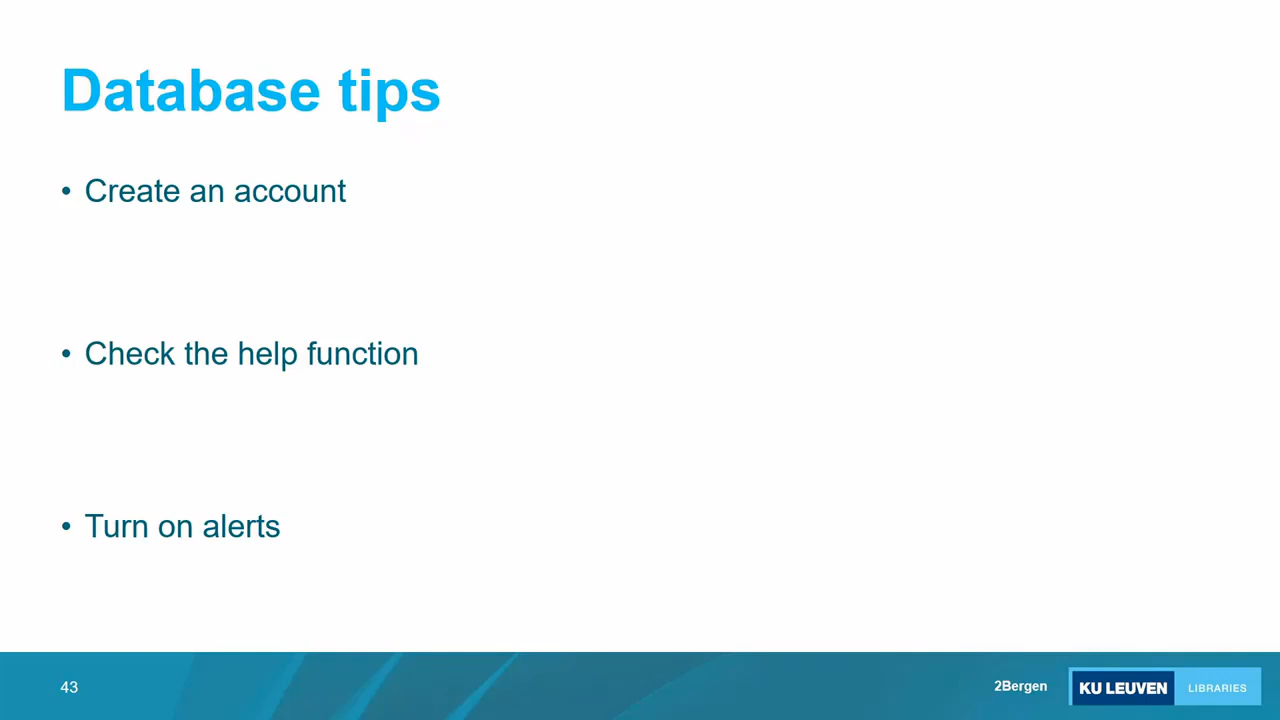 Database tips
• Create an account
• Check the help function
• Turn on alerts
43
2Bergen
KU LEUVEN LIBRARIES